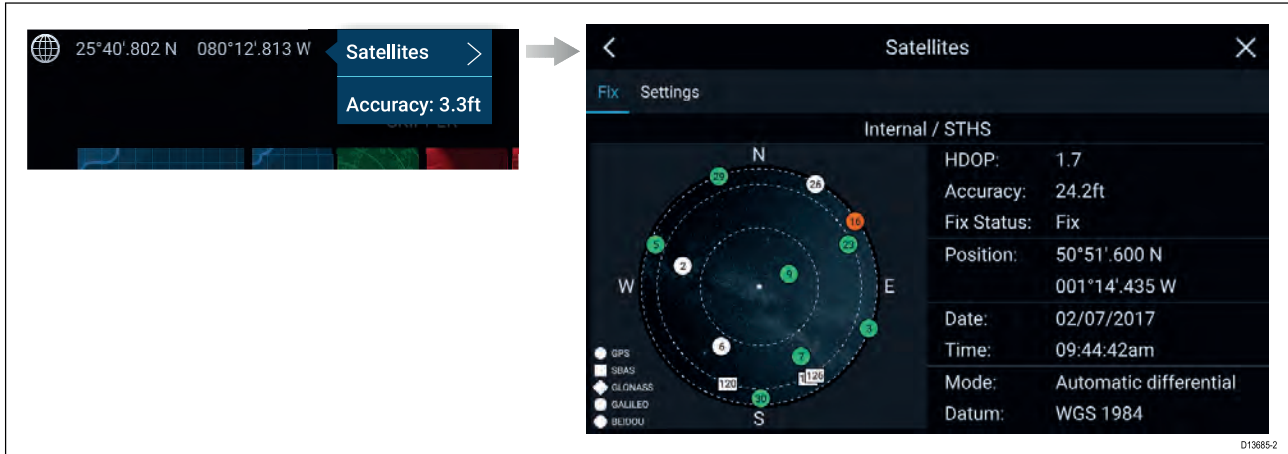 25°40'.802 N 080°12'.813 W
Satellites
Accuracy: 3.3ft
Satellites
Fix Settings
Internal / STHS
N
29
26
16
5
23
2
9
W
E
3
6
7
120
126
30
S
GPS
SBAS
GLONASS
GALILEO
BEIDOU
HDOP: 1.7
Accuracy: 24.2ft
Fix Status: Fix
Position: 50°51'.600 N
001°14'.435 W
Date: 02/07/2017
Time: 09:44:42am
Mode: Automatic differential
Datum: WGS 1984
D13685-2